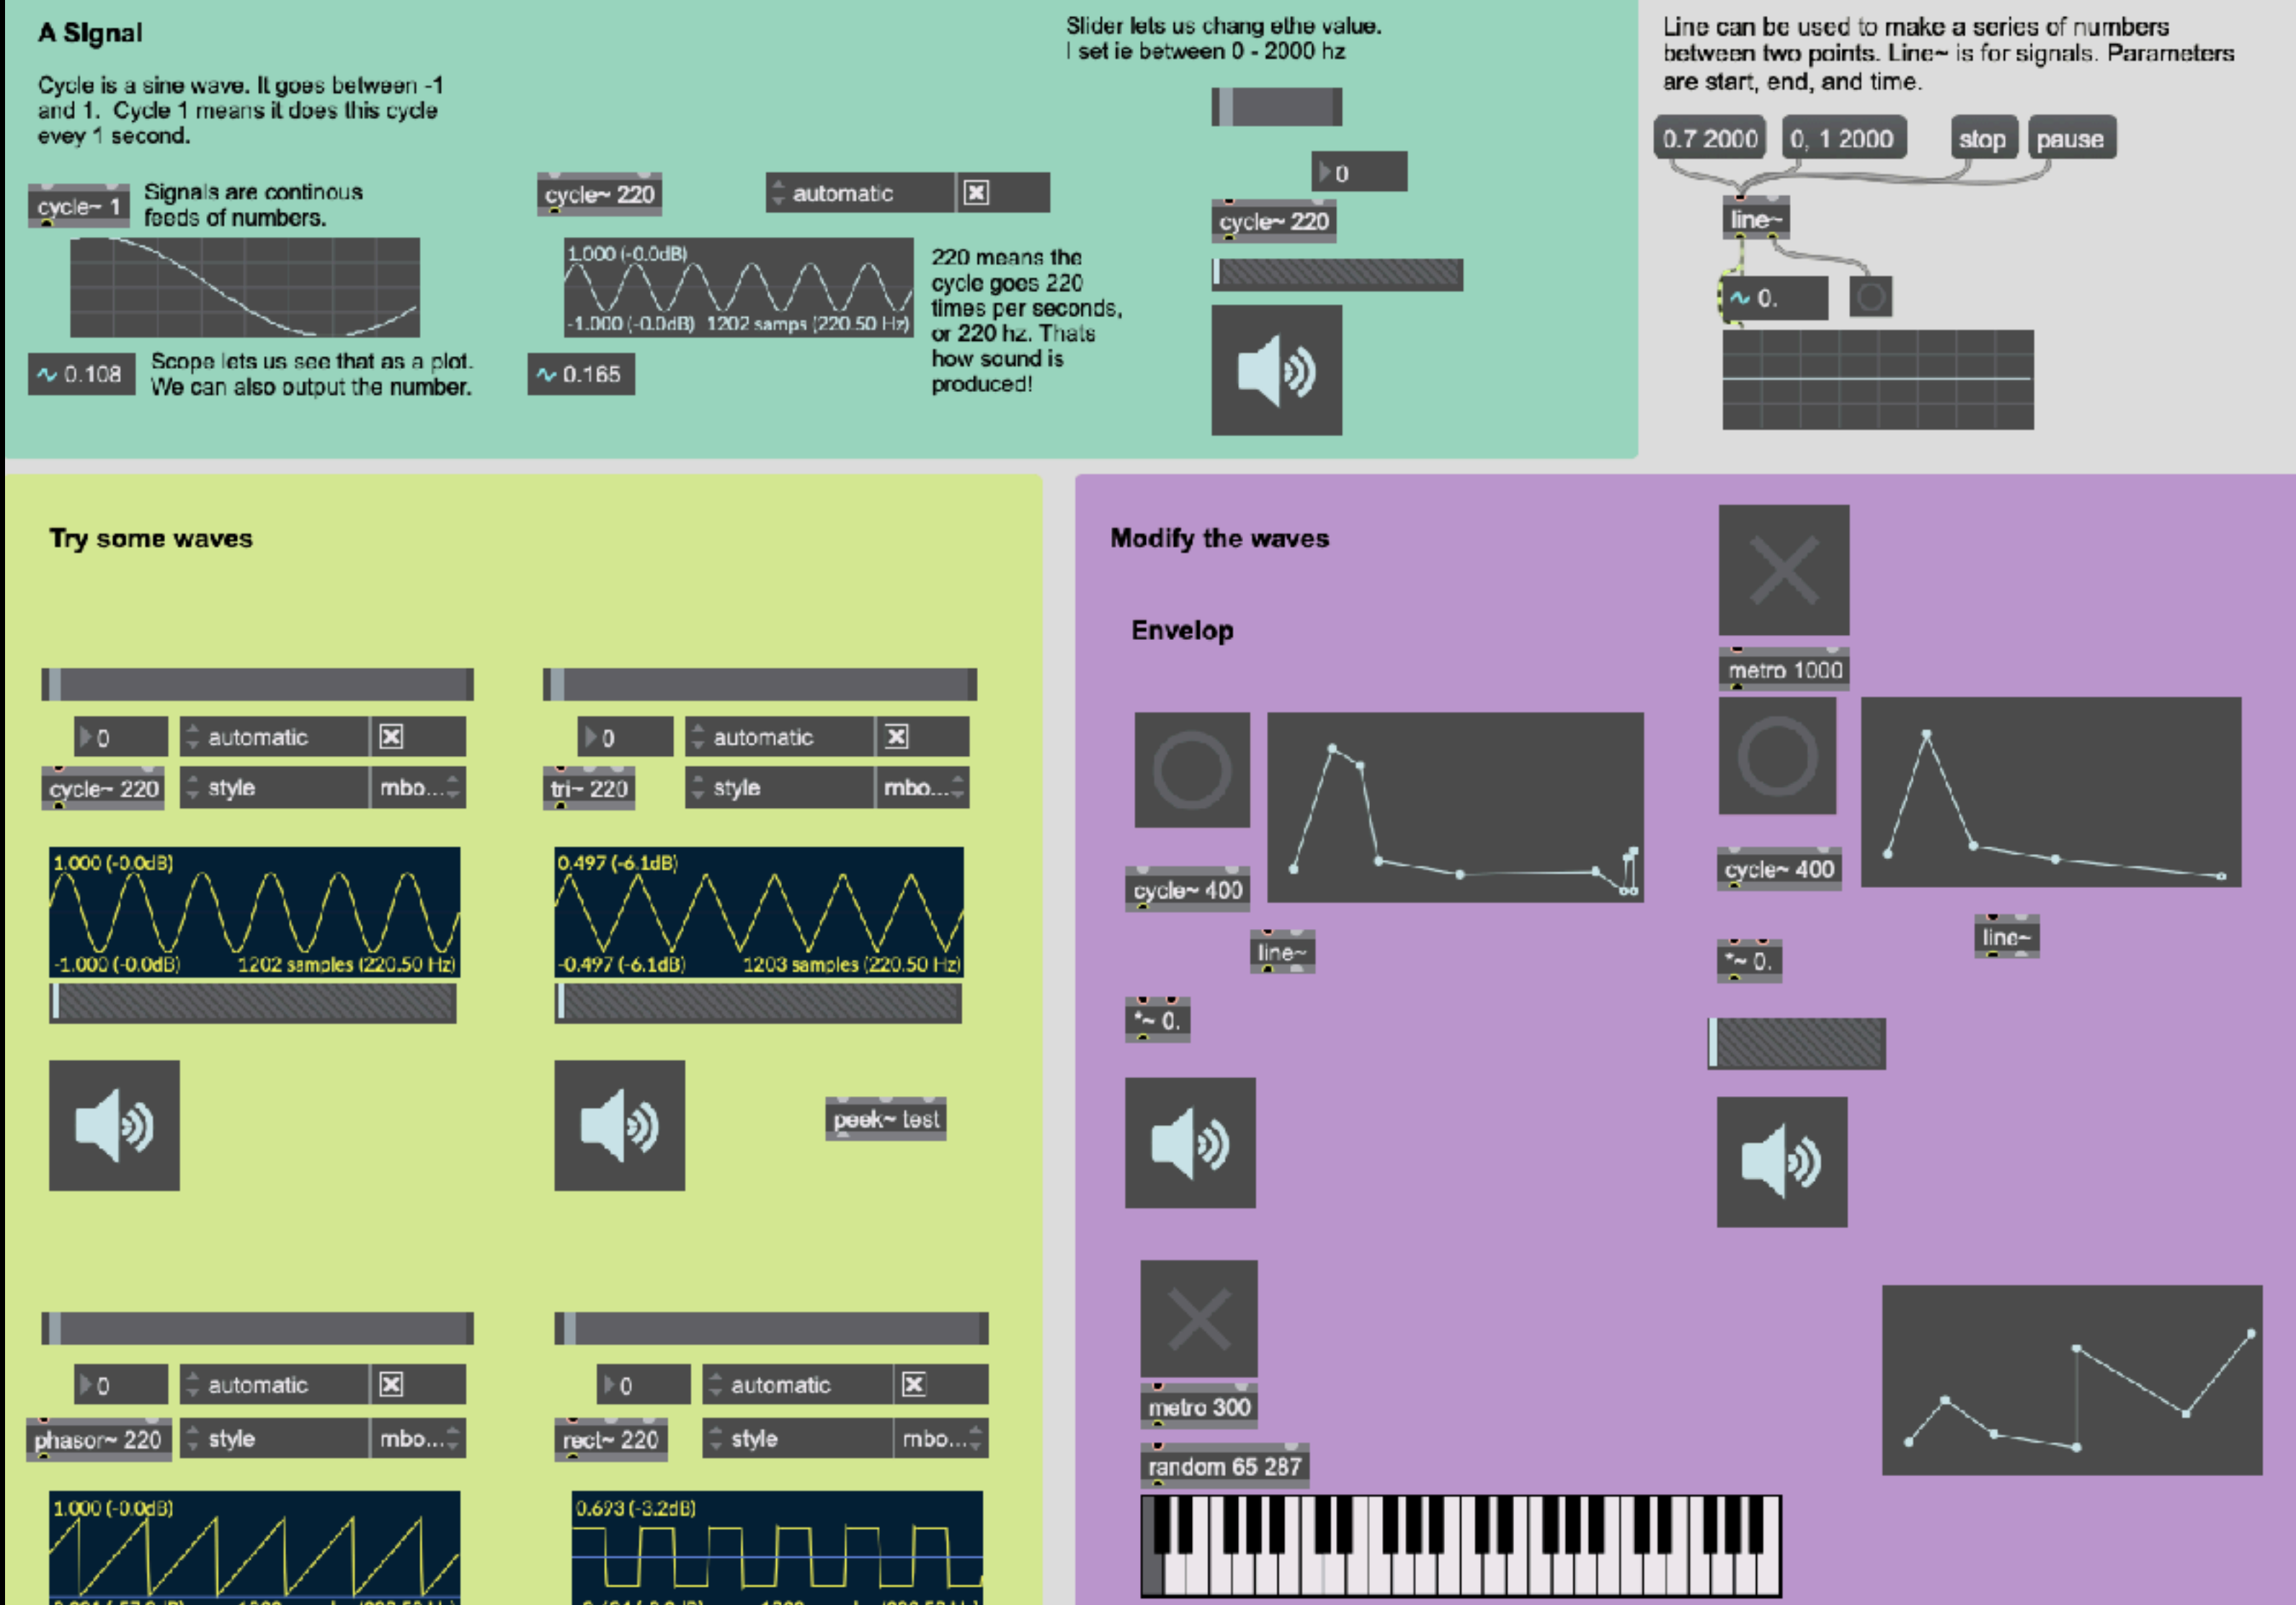 A SIgnal
Cycle is a sine wave. It goes between -1
and 1.  Cycle 1 means it does this cycle
evey 1 second.
cycle~ 1
Signals are continous
feeds of numbers.
0.108
Scope lets us see that as a plot.
We can also output the number.
cycle~ 220
automatic
1.000 (-0.0dB)
-1.000 (-0.0dB)  1202 samps (220.50 Hz)
0.165
220 means the
cycle goes 220
times per seconds,
or 220 hz. Thats
how sound is
produced!
Slider lets us chang ethe value.
I set ie between 0 - 2000 hz
0
cycle~ 220
Line can be used to make a series of numbers
between two points. Line~ is for signals. Parameters
are start, end, and time.
0.7 2000
0, 1 2000
stop
pause
line~
0.
Try some waves
0
automatic
cycle~ 220
style
mbo...
1.000 (-0.0dB)
-1.000 (-0.0dB)  1202 samples (220.50 Hz)
0
automatic
tri~ 220
style
mbo...
0.497 (-6.1dB)
-0.497 (-6.1dB)  1203 samples (220.50 Hz)
peek~ test
0
automatic
phasor~ 220
style
mbo...
1.000 (-0.0dB)
0
automatic
rect~ 220
style
mbo...
0.693 (-3.2dB)
Modify the waves
Envelop
cycle~ 400
line~
*~ 0.
metro 1000
cycle~ 400
line~
*~ 0.
metro 300
random 65 287